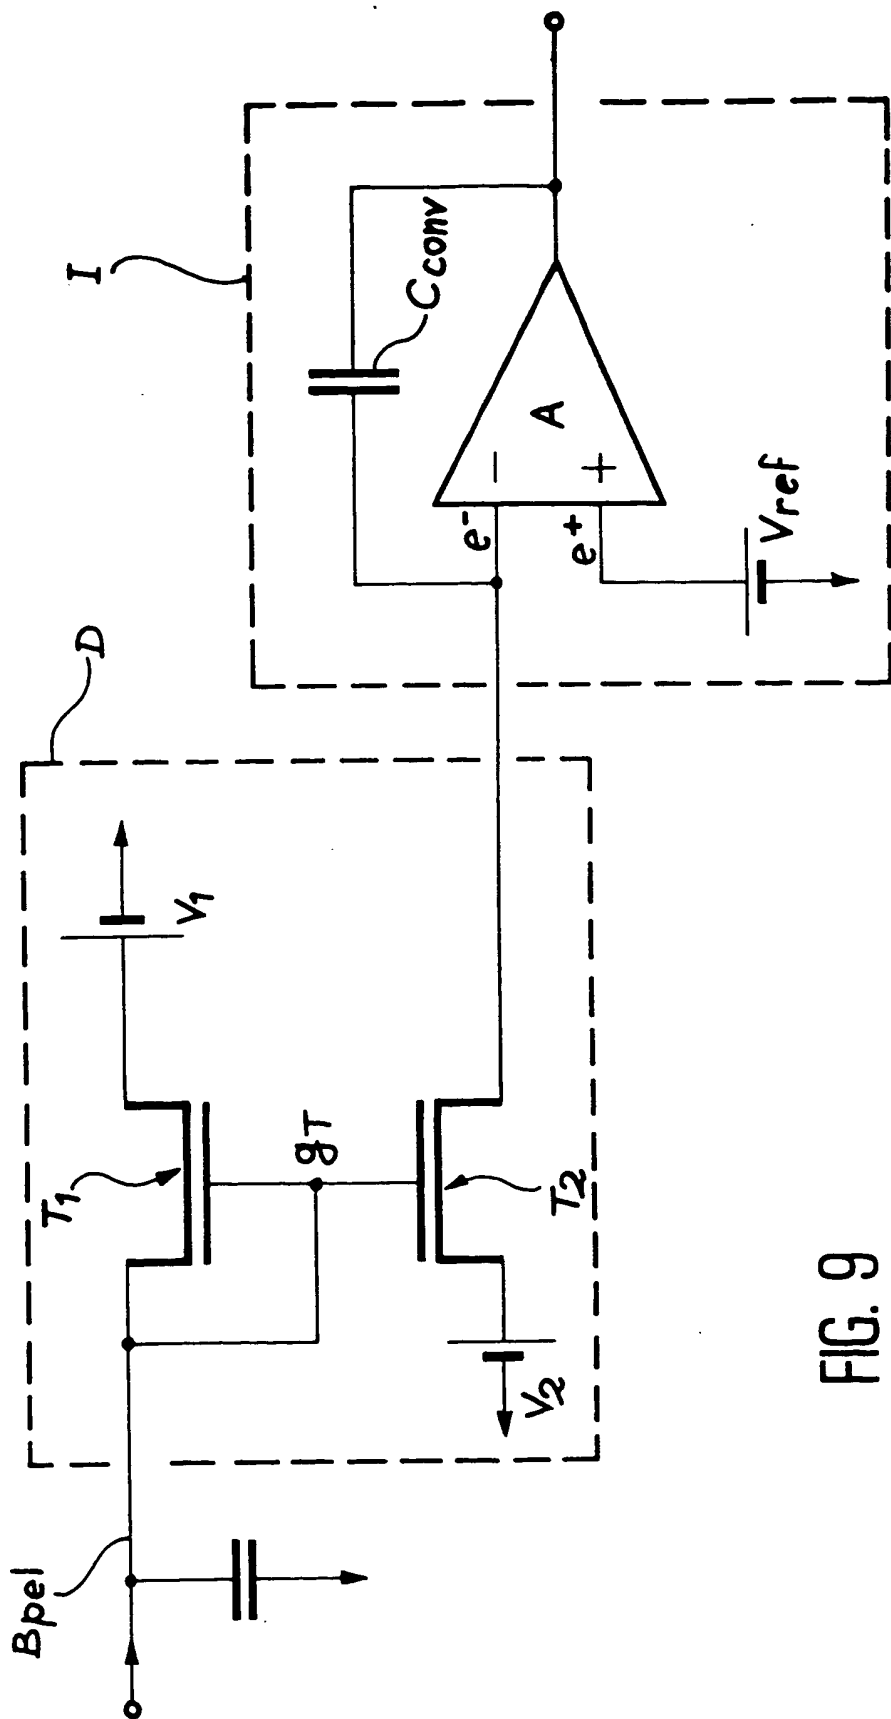 Bpel
D
T1
V1
gT
T2
V2
I
Cconv
A
e-
−
e+
+
Vref
FIG. 9